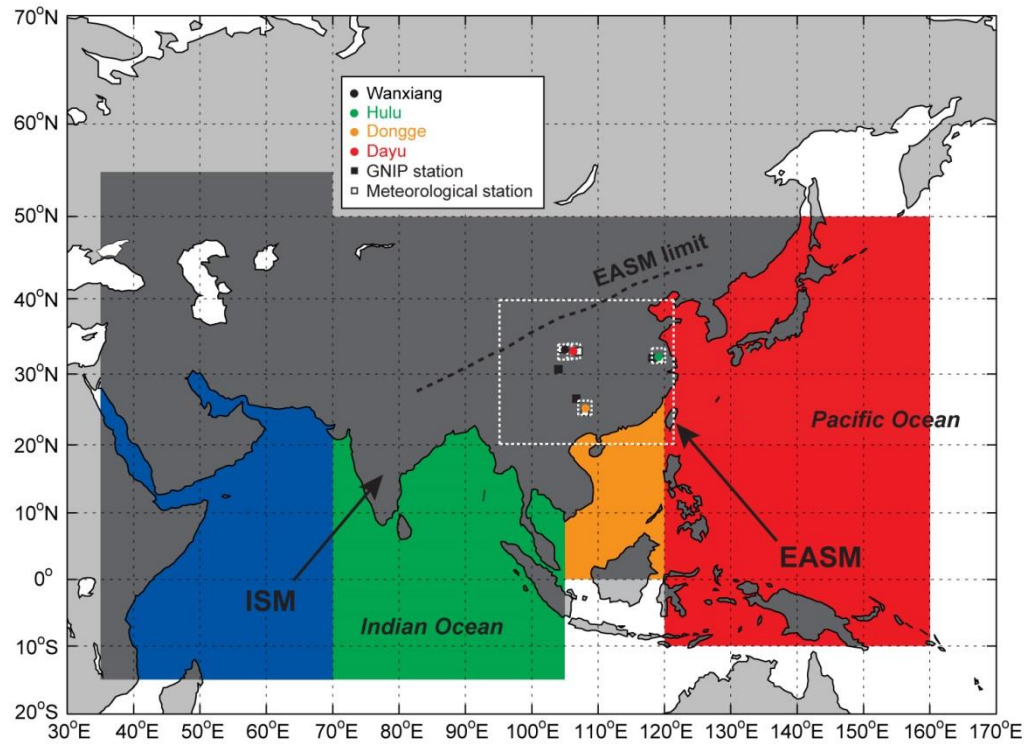 70°N
60°N
50°N
40°N
30°N
20°N
10°N
0°
10°S
20°S
Wanxiang
Hulu
Dongge
Dayu
GNIP station
Meteorological station
EASM limit
Pacific Ocean
EASM
ISM
Indian Ocean
30°E 40°E 50°E 60°E 70°E 80°E 90°E 100°E 110°E 120°E 130°E 140°E 150°E 160°E 170°E